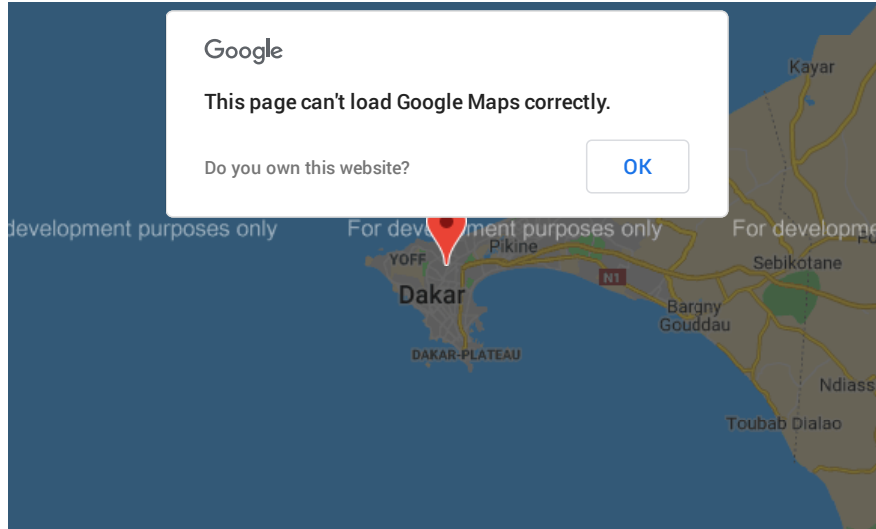 Google
This page can't load Google Maps correctly.
Do you own this website?
OK
Kayar
development purposes only
For development purposes only
For developme
YOFF
Pikine
Sebikotane
N1
Dakar
Bargny
Gouddau
DAKAR-PLATEAU
Ndiass
Toubab Dialao